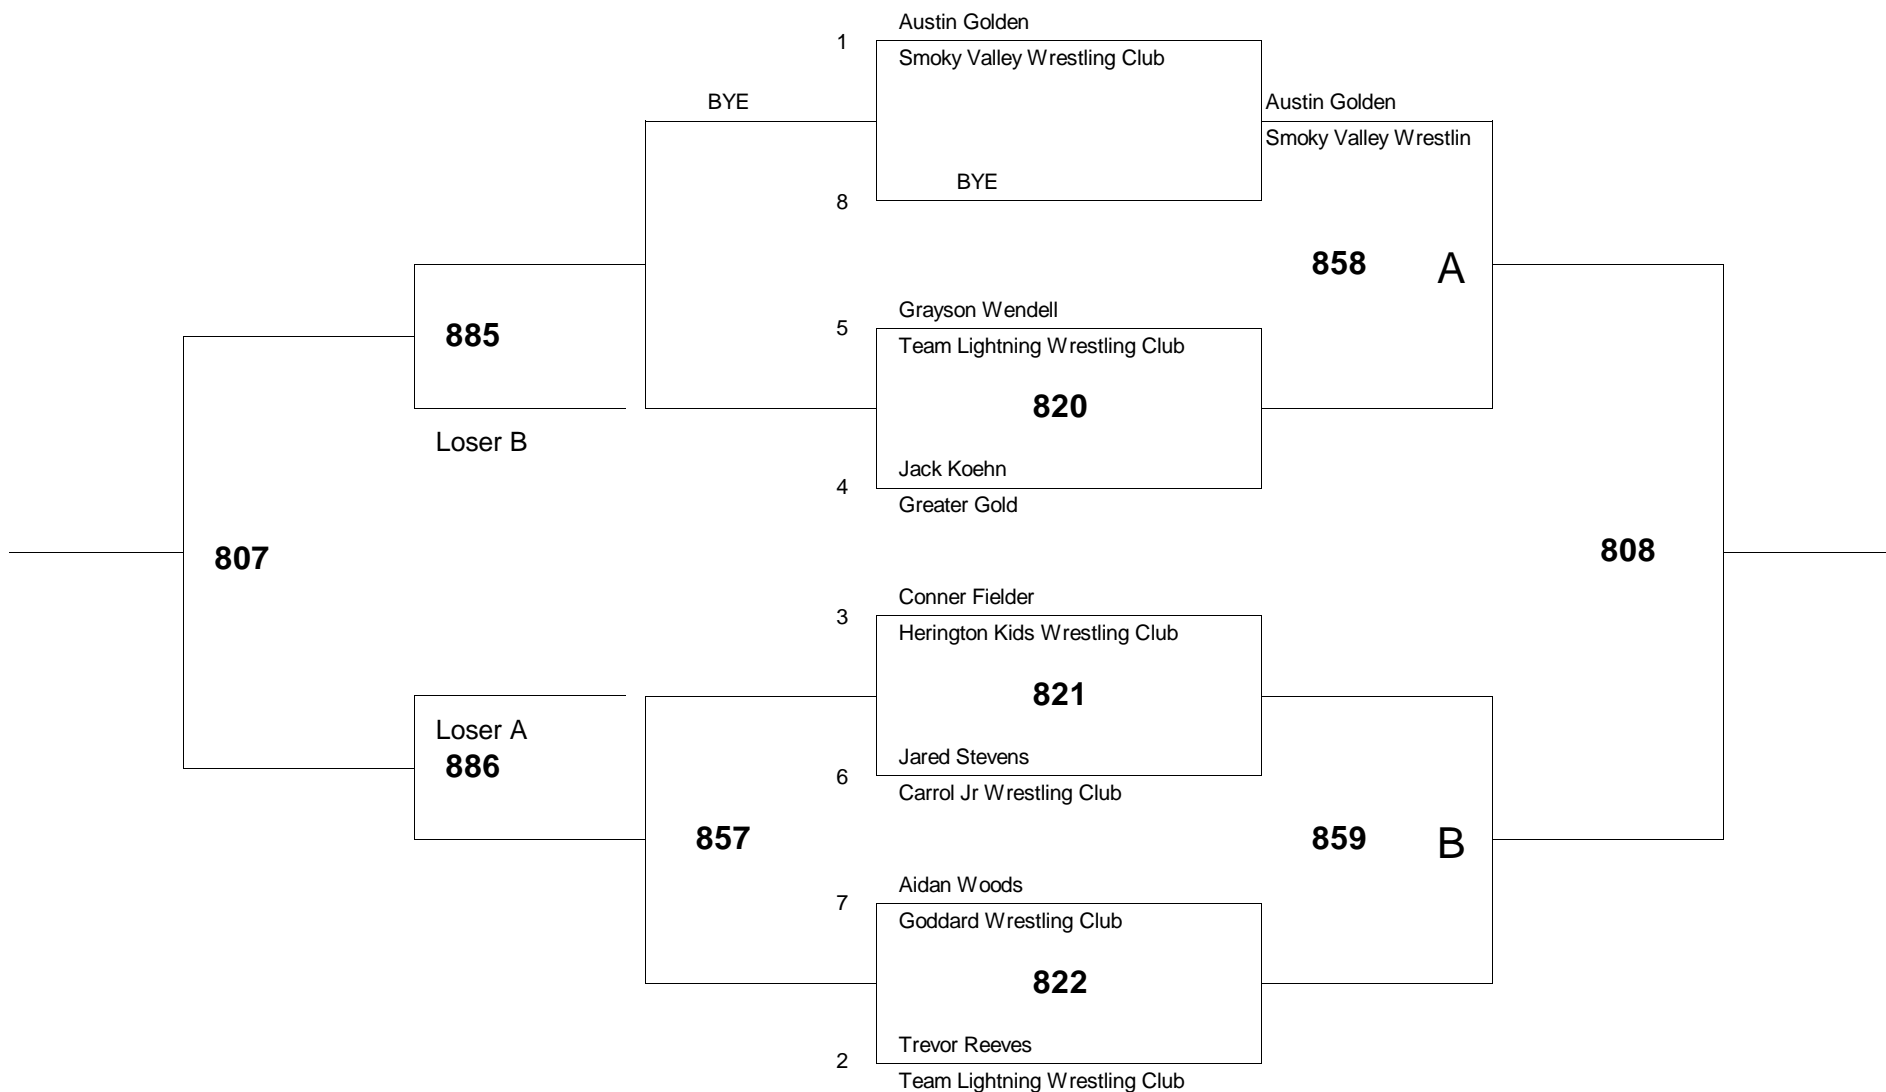 Austin Golden
1
Smoky Valley Wrestling Club
BYE
Austin Golden
Smoky Valley Wrestlin
BYE
8
858
A
Grayson Wendell
5
Team Lightning Wrestling Club
885
820
Loser B
Jack Koehn
4
Greater Gold
807
808
Conner Fielder
3
Herington Kids Wrestling Club
821
Loser A
886
Jared Stevens
6
Carrol Jr Wrestling Club
857
859
B
Aidan Woods
7
Goddard Wrestling Club
822
Trevor Reeves
2
Team Lightning Wrestling Club